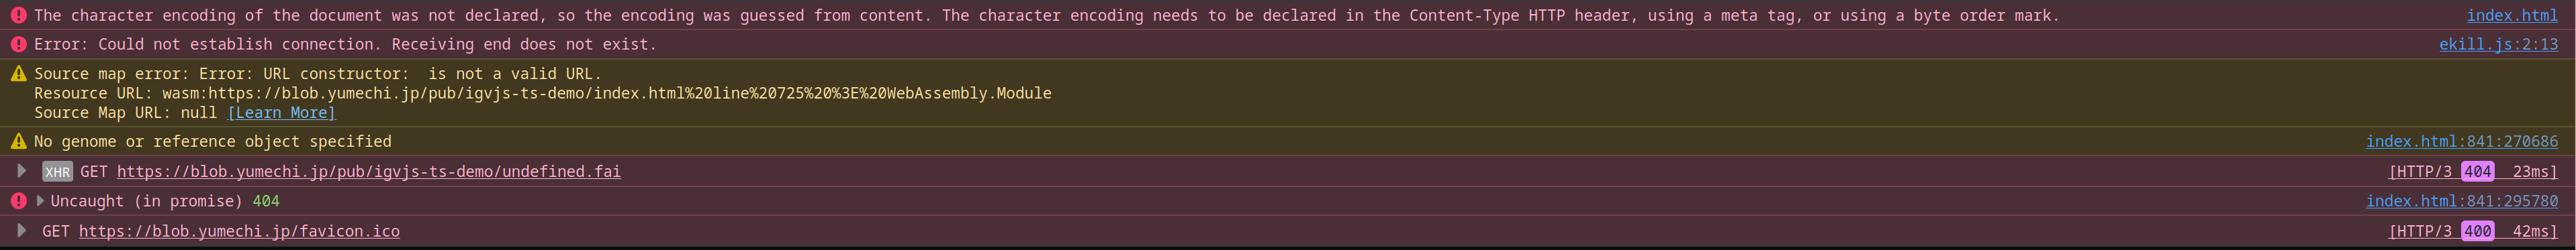 The character encoding of the document was not declared, so the encoding was guessed from content. The character encoding needs to be declared in the Content-Type HTTP header, using a meta tag, or using a byte order mark. index.html
Error: Could not establish connection. Receiving end does not exist. ekill.js:2:13
Source map error: Error: URL constructor:  is not a valid URL.
Resource URL: wasm:https://blob.yumechi.jp/pub/igvjs-ts-demo/index.html%20line%20725%20%3E%20WebAssembly.Module
Source Map URL: null [Learn More]
No genome or reference object specified index.html:841:270686
XHR GET https://blob.yumechi.jp/pub/igvjs-ts-demo/undefined.fai [HTTP/3 404 23ms]
Uncaught (in promise) 404 index.html:841:295780
GET https://blob.yumechi.jp/favicon.ico [HTTP/3 400 42ms]